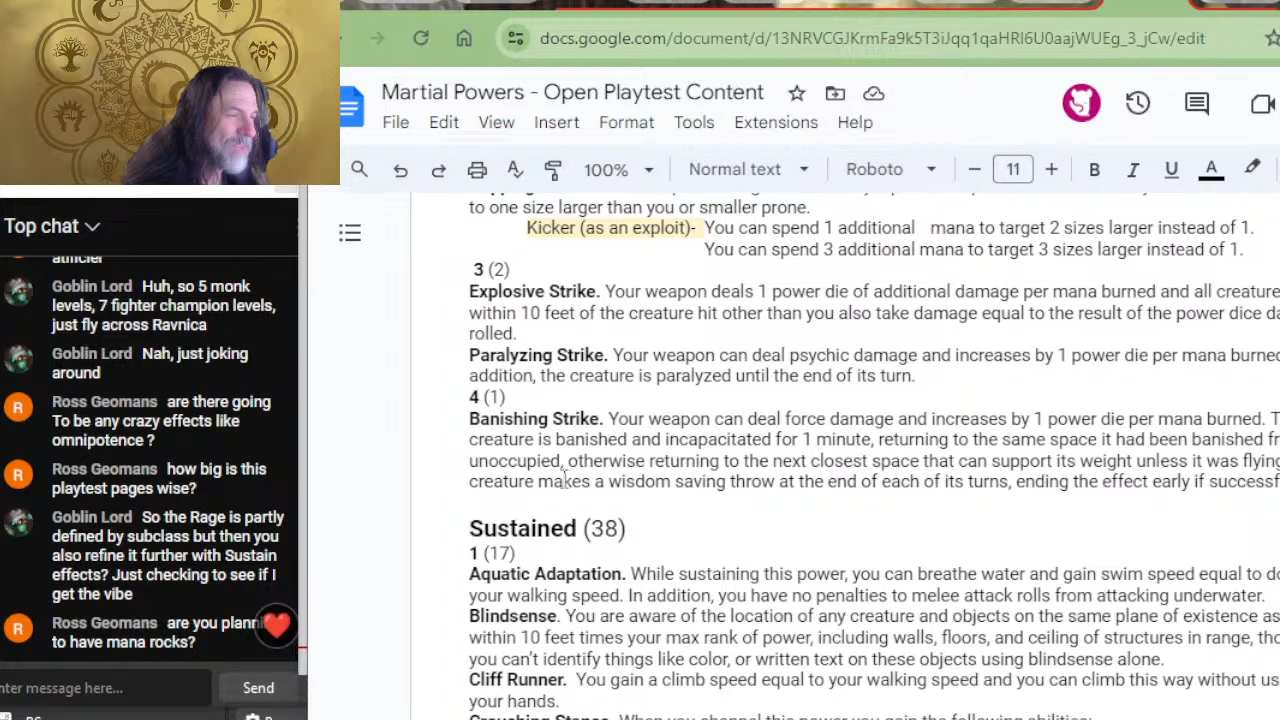 docs.google.com/document/d/13NRVCGJKrmFa9k5T3iJqq1qaHRl6U0aajWUEg_3_jCw/edit
Martial Powers - Open Playtest Content
File Edit View Insert Format Tools Extensions Help
100% Normal text Roboto 11 B I U A
to one size larger than you or smaller prone.
Kicker (as an exploit)- You can spend 1 additional mana to target 2 sizes larger instead of 1.
You can spend 3 additional mana to target 3 sizes larger instead of 1.
3 (2)
Explosive Strike. Your weapon deals 1 power die of additional damage per mana burned and all creature
within 10 feet of the creature hit other than you also take damage equal to the result of the power dice da
rolled.
Paralyzing Strike. Your weapon can deal psychic damage and increases by 1 power die per mana burned
addition, the creature is paralyzed until the end of its turn.
4 (1)
Banishing Strike. Your weapon can deal force damage and increases by 1 power die per mana burned. T
creature is banished and incapacitated for 1 minute, returning to the same space it had been banished fr
unoccupied, otherwise returning to the next closest space that can support its weight unless it was flying
creature makes a wisdom saving throw at the end of each of its turns, ending the effect early if successf
Sustained (38)
1 (17)
Aquatic Adaptation. While sustaining this power, you can breathe water and gain swim speed equal to do
your walking speed. In addition, you have no penalties to melee attack rolls from attacking underwater.
Blindsense. You are aware of the location of any creature and objects on the same plane of existence as
within 10 feet times your max rank of power, including walls, floors, and ceiling of structures in range, tho
you can't identify things like color, or written text on these objects using blindsense alone.
Cliff Runner. You gain a climb speed equal to your walking speed and you can climb this way without us
your hands.
Crouching Stance. When you channel this power you gain the following abilities:
Top chat
artificer
Goblin Lord Huh, so 5 monk
levels, 7 fighter champion levels,
just fly across Ravnica
Goblin Lord Nah, just joking
around
R Ross Geomans are there going
To be any crazy effects like
omnipotence ?
R Ross Geomans how big is this
playtest pages wise?
Goblin Lord So the Rage is partly
defined by subclass but then you
also refine it further with Sustain
effects? Just checking to see if I
get the vibe
R Ross Geomans are you planni
to have mana rocks?
nter message here...
Send